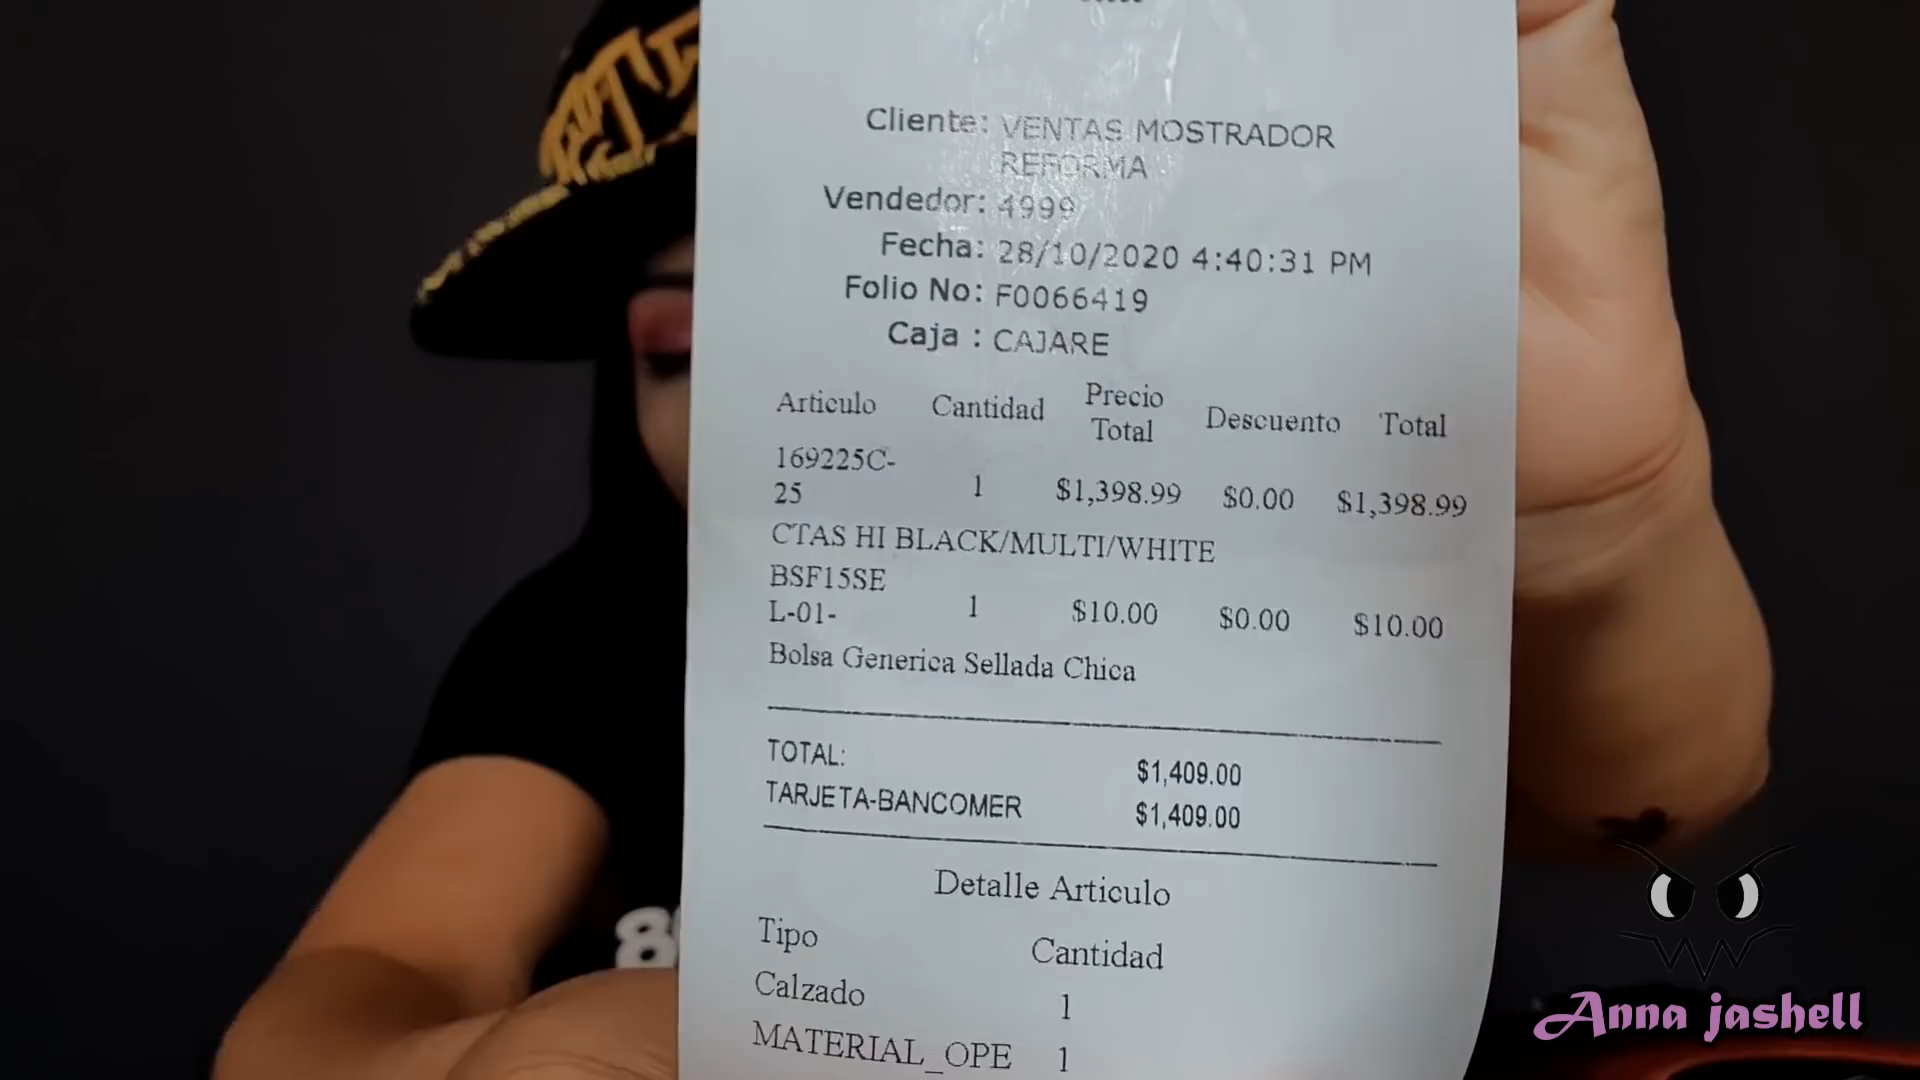 Cliente: VENTAS MOSTRADOR
REFORMA
Vendedor: 4999
Fecha: 28/10/2020 4:40:31 PM
Folio No: F0066419
Caja : CAJARE
Articulo Cantidad Precio Total Descuento Total
169225C-
25 1 $1,398.99 $0.00 $1,398.99
CTAS HI BLACK/MULTI/WHITE
BSF15SE
L-01- 1 $10.00 $0.00 $10.00
Bolsa Generica Sellada Chica
TOTAL: $1,409.00
TARJETA-BANCOMER $1,409.00
Detalle Articulo
Tipo Cantidad
Calzado 1
MATERIAL_OPE 1
Anna jashell